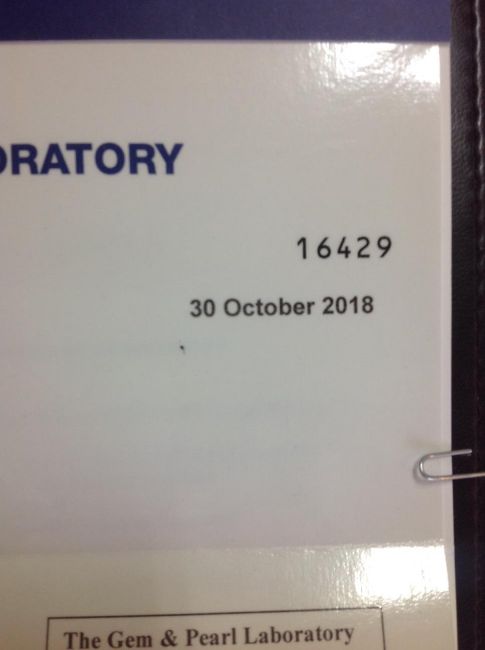 ORATORY
16429
30 October 2018
The Gem & Pearl Laboratory